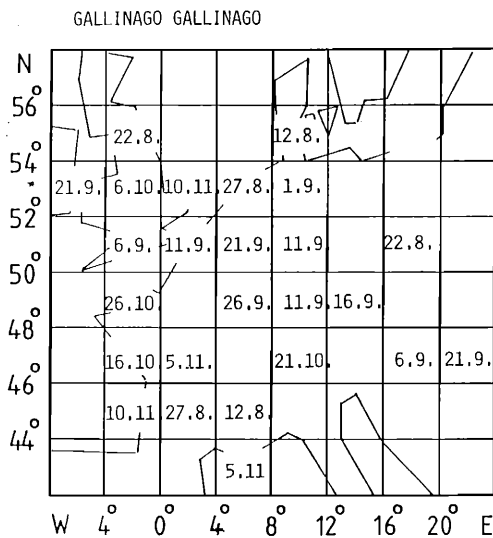 GALLINAGO GALLINAGO
N
56°
22.8. 12.8.
54°
21.9. 6.10. 10.11. 27.8. 1.9.
52°
6.9. 11.9. 21.9. 11.9. 22.8.
50°
26.10. 26.9. 11.9. 16.9.
48°
16.10. 5.11. 21.10. 6.9. 21.9.
46°
10.11 27.8. 12.8.
44°
5.11
W 4° 0° 4° 8° 12° 16° 20° E